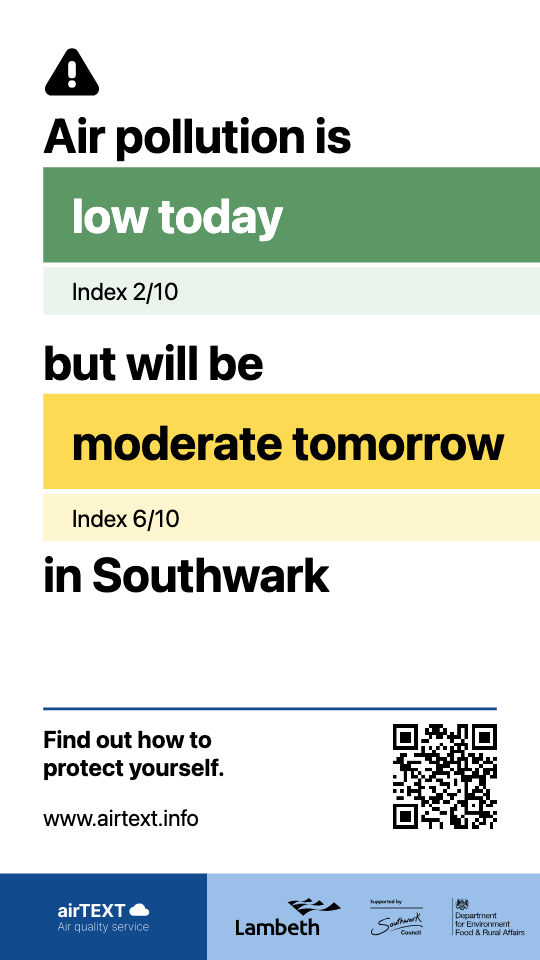 Air pollution is
low today
Index 2/10
but will be
moderate tomorrow
Index 6/10
in Southwark
Find out how to
protect yourself.
www.airtext.info
airTEXT
Air quality service
Lambeth
Supported by
Southwark
Council
Department
for Environment
Food & Rural Affairs